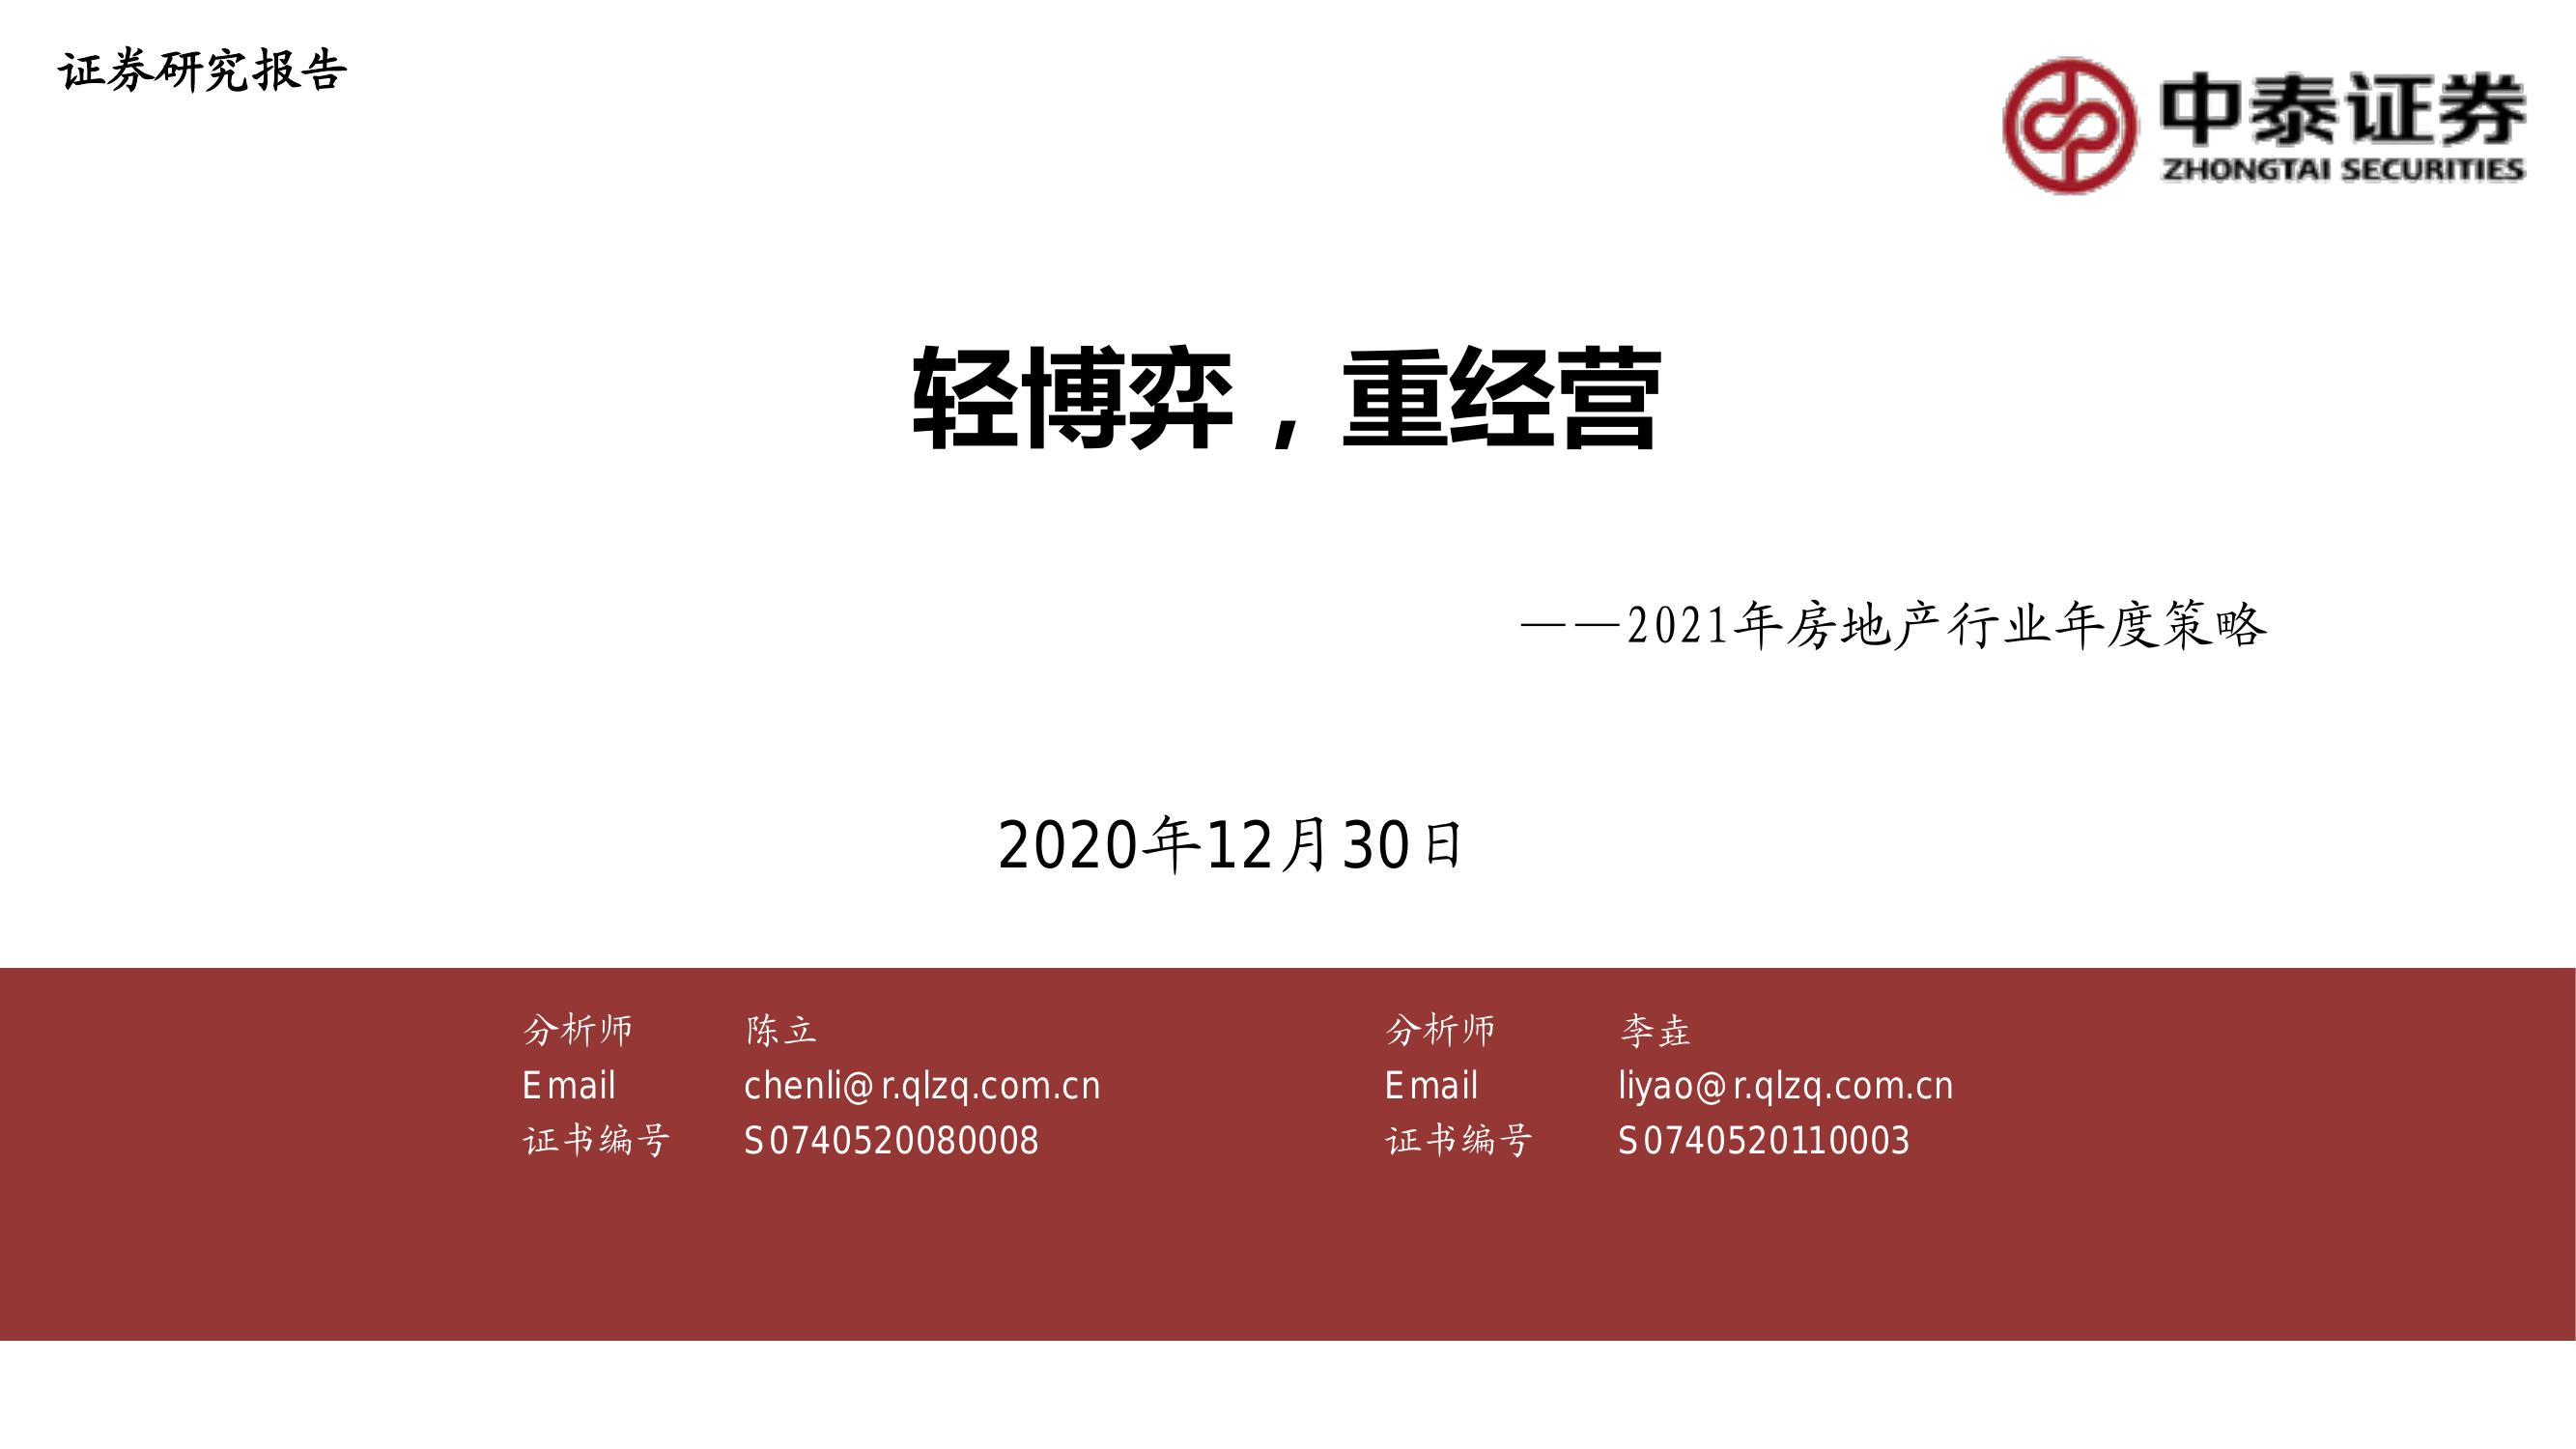 证券研究报告
中泰证券
ZHONGTAI SECURITIES
轻博弈，重经营
——2021年房地产行业年度策略
2020年12月30日
分析师 陈立
Email chenli@r.qlzq.com.cn
证书编号 S0740520080008
分析师 李垚
Email liyao@r.qlzq.com.cn
证书编号 S0740520110003